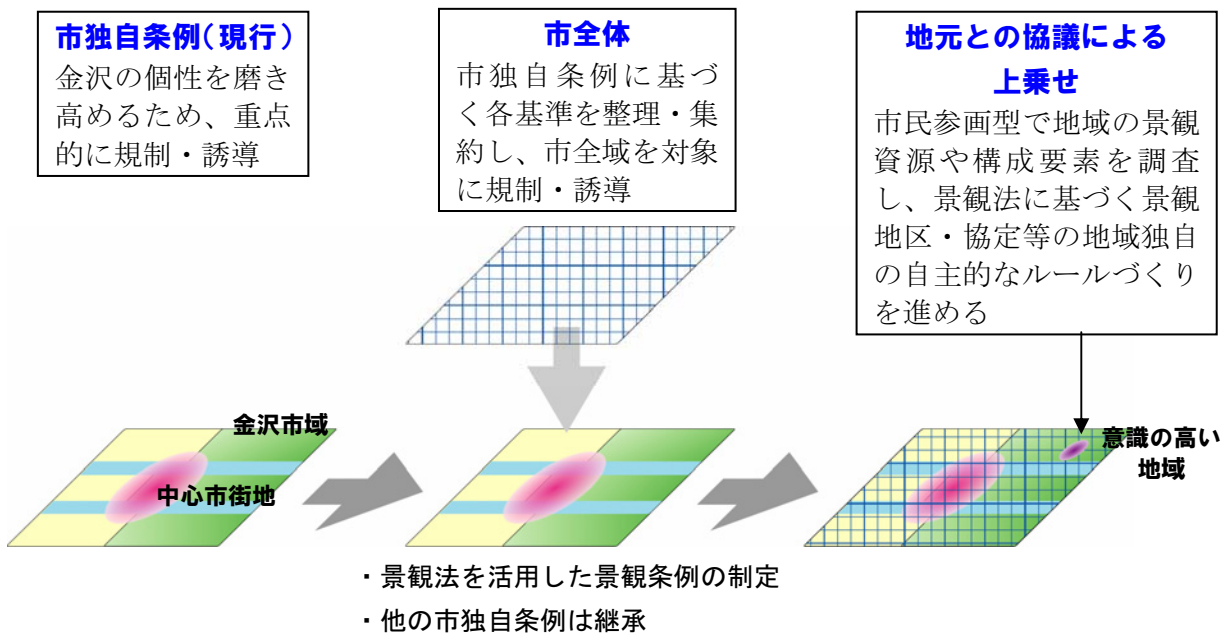 市独自条例（現行）
金沢の個性を磨き
高めるため、重点
的に規制・誘導
市全体
市独自条例に基づ
く各基準を整理・集
約し、市全域を対象
に規制・誘導
地元との協議による
上乗せ
市民参画型で地域の景観
資源や構成要素を調査
し、景観法に基づく景観
地区・協定等の地域独自
の自主的なルールづくり
を進める
金沢市域
中心市街地
意識の高い
地域
・景観法を活用した景観条例の制定
・他の市独自条例は継承